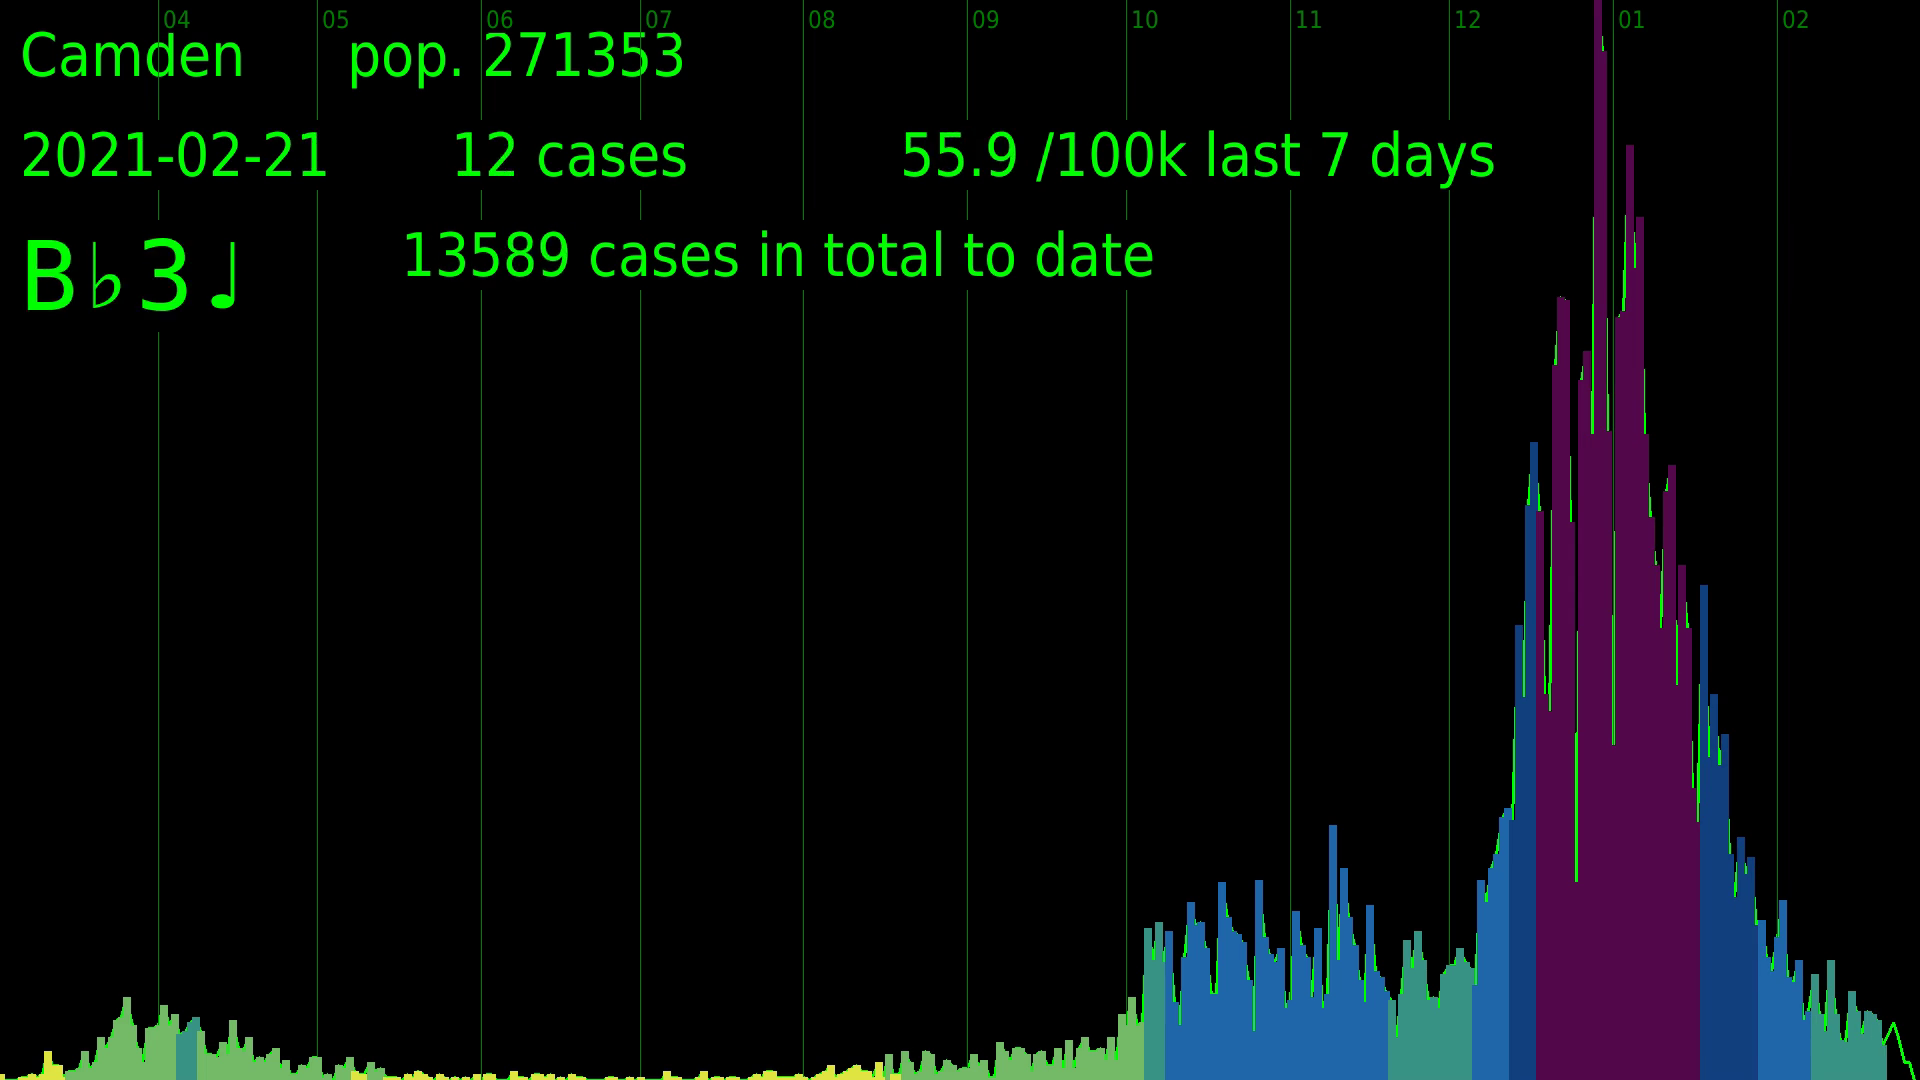 04 05 06 07 08 09 10 11 12 01 02
Camden pop. 271353
2021-02-21 12 cases 55.9 /100k last 7 days
B♭3♩ 13589 cases in total to date